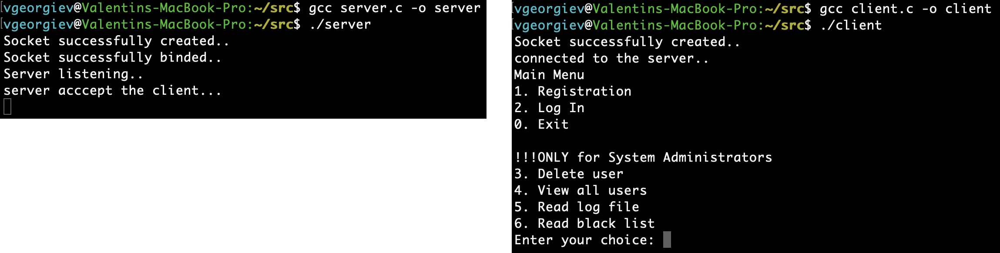 vgeorgiev@Valentins-MacBook-Pro:~/src$ gcc server.c -o server
vgeorgiev@Valentins-MacBook-Pro:~/src$ ./server
Socket successfully created..
Socket successfully binded..
Server listening..
server acccept the client...
vgeorgiev@Valentins-MacBook-Pro:~/src$ gcc client.c -o client
vgeorgiev@Valentins-MacBook-Pro:~/src$ ./client
Socket successfully created..
connected to the server..
Main Menu
1. Registration
2. Log In
0. Exit
!!!ONLY for System Administrators
3. Delete user
4. View all users
5. Read log file
6. Read black list
Enter your choice: